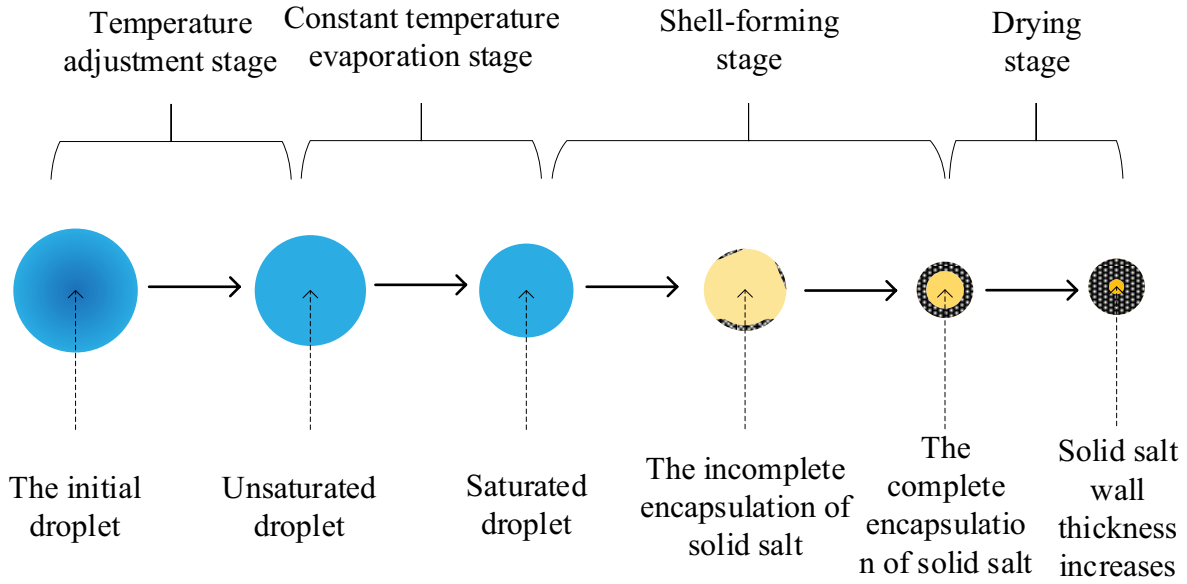 Temperature
adjustment stage
Constant temperature
evaporation stage
Shell-forming
stage
Drying
stage
The initial
droplet
Unsaturated
droplet
Saturated
droplet
The incomplete
encapsulation of
solid salt
The
complete
encapsulatio
n of solid salt
Solid salt
wall
thickness
increases